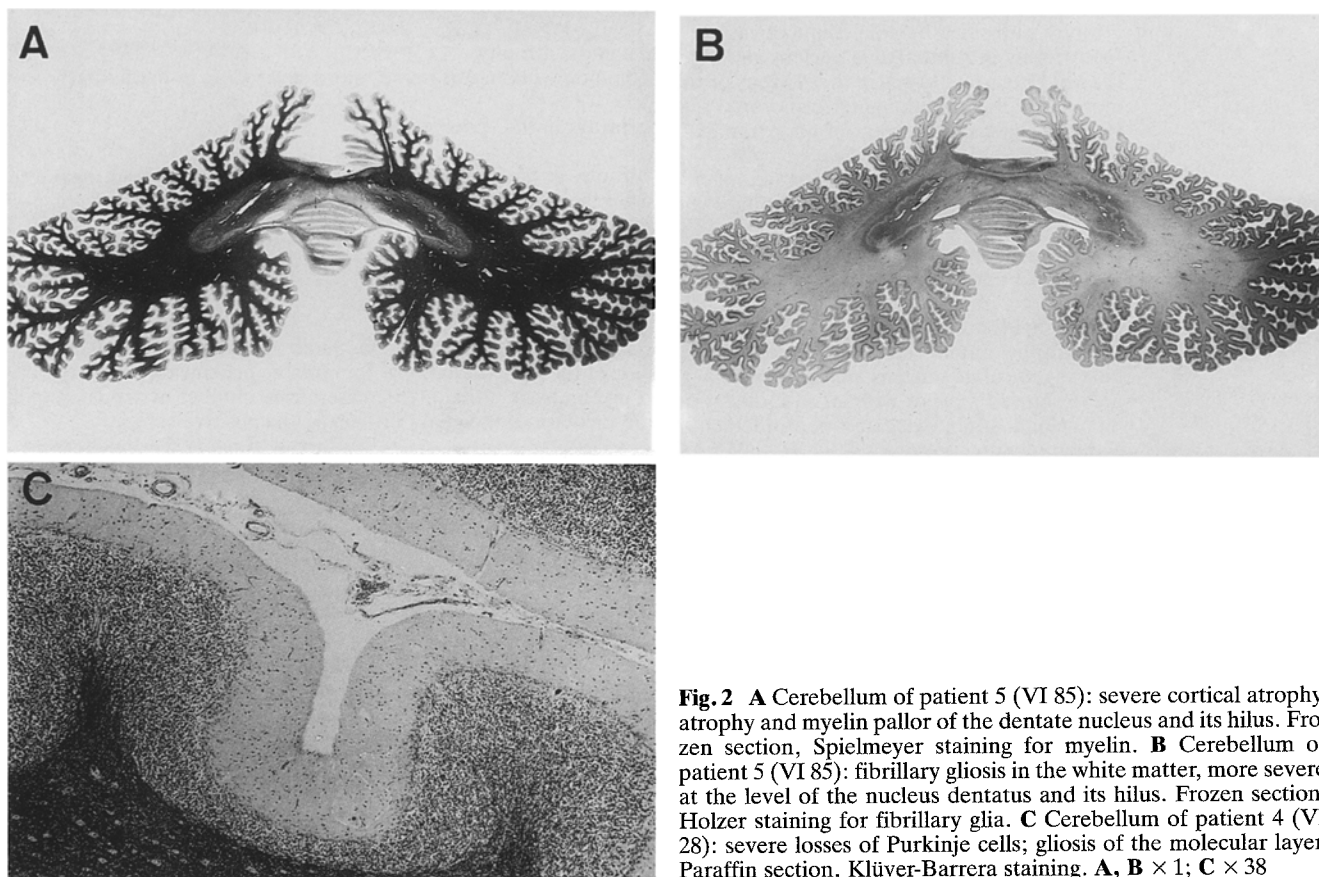 A
B
C
Fig. 2 A Cerebellum of patient 5 (VI 85): severe cortical atrophy
atrophy and myelin pallor of the dentate nucleus and its hilus. Fro
zen section, Spielmeyer staining for myelin. B Cerebellum o
patient 5 (VI 85): fibrillary gliosis in the white matter, more severe
at the level of the nucleus dentatus and its hilus. Frozen section
Holzer staining for fibrillary glia. C Cerebellum of patient 4 (VI
28): severe losses of Purkinje cells; gliosis of the molecular layer
Paraffin section, Klüver-Barrera staining. A, B × 1; C × 38